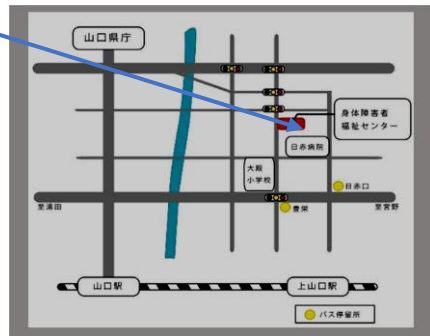 山口県庁
身体障害者
福祉センター
日赤病院
大殿
小学校
日赤口
至湯田
豊栄
至宮野
山口駅
上山口駅
バス停留所